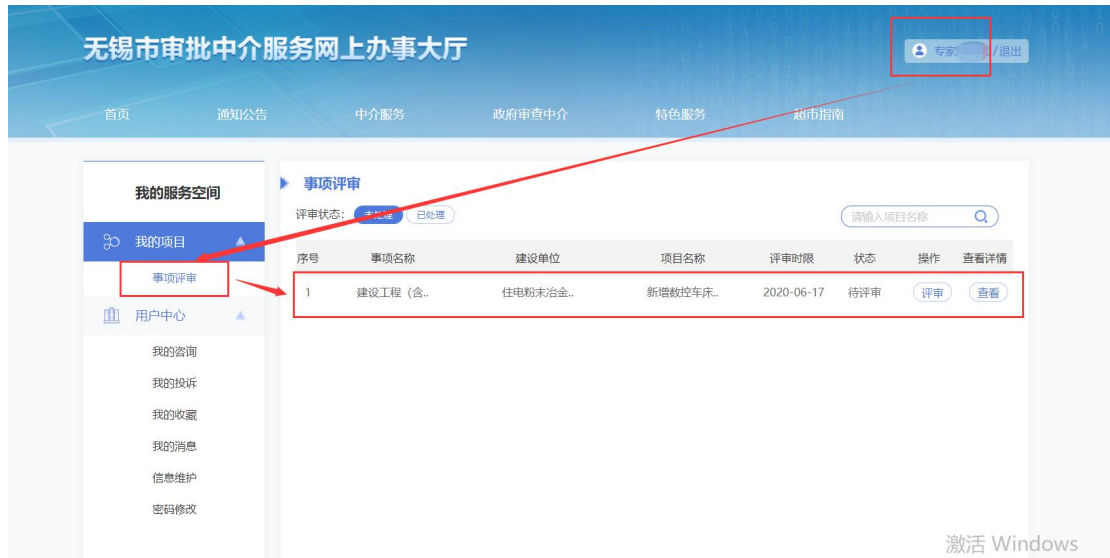 无锡市审批中介服务网上办事大厅
专家 /退出
首页 通知公告 中介服务 政府审查中介 特色服务 超市指南
我的服务空间
事项评审
评审状态: 未处理 已处理 请输入项目名称
我的项目
序号 事项名称 建设单位 项目名称 评审时限 状态 操作 查看详情
事项评审
1 建设工程（含.. 住电粉末冶金.. 新增数控车床.. 2020-06-17 待评审 评审 查看
用户中心
我的咨询
我的投诉
我的收藏
我的消息
信息维护
密码修改
激活 Windows